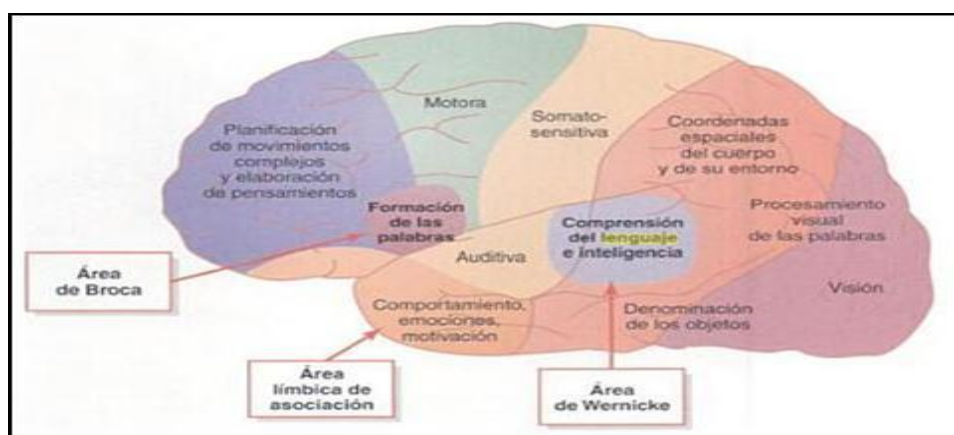 Planificación
de movimientos
complejos
y elaboración
de pensamientos
Motora
Somato-
sensitiva
Coordenadas
espaciales
del cuerpo
y de su entorno
Formación
de las
palabras
Auditiva
Comprensión
del lenguaje
e inteligencia
Procesamiento
visual
de las palabras
Visión
Comportamiento,
emociones,
motivación
Denominación
de los objetos
Área
de Broca
Área
límbica de
asociación
Área
de Wernicke